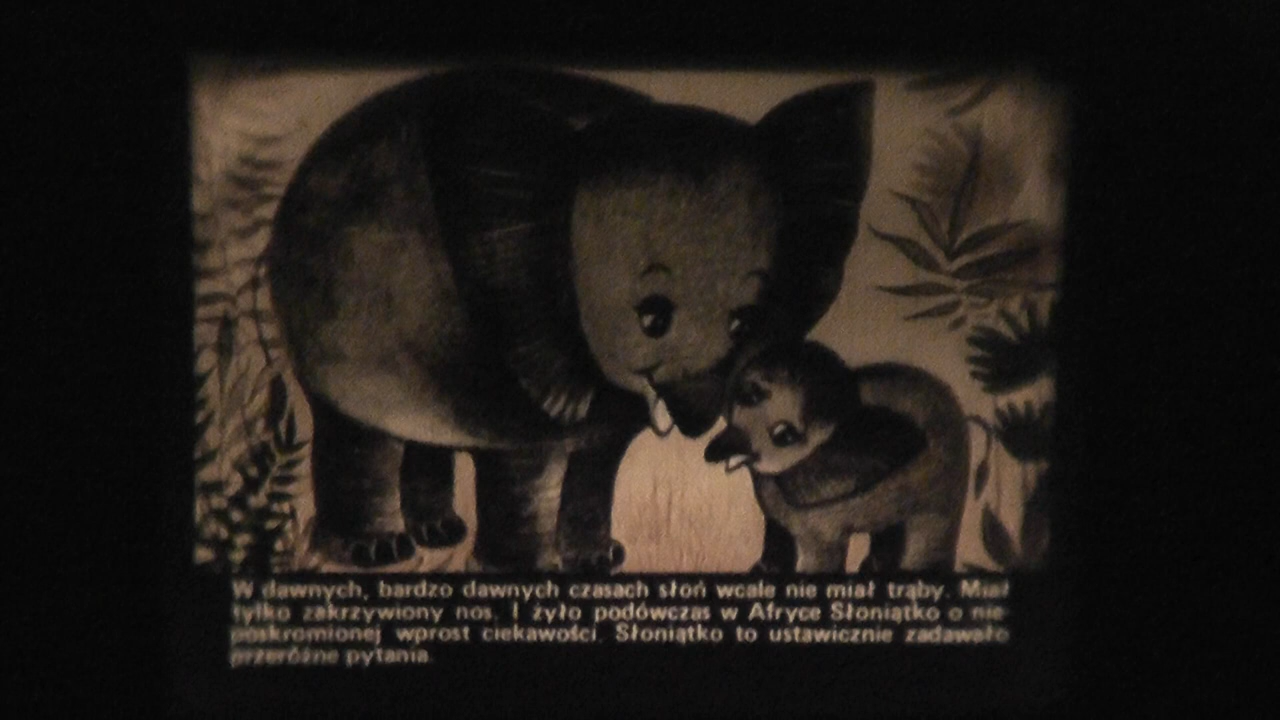 W dawnych, bardzo dawnych czasach słoń wcale nie miał trąby. Miał
tylko zakrzywiony nos. I żyło podówczas w Afryce Słoniątko o nie-
poskromionej wprost ciekawości. Słoniątko to ustawicznie zadawało
przeróżne pytania.